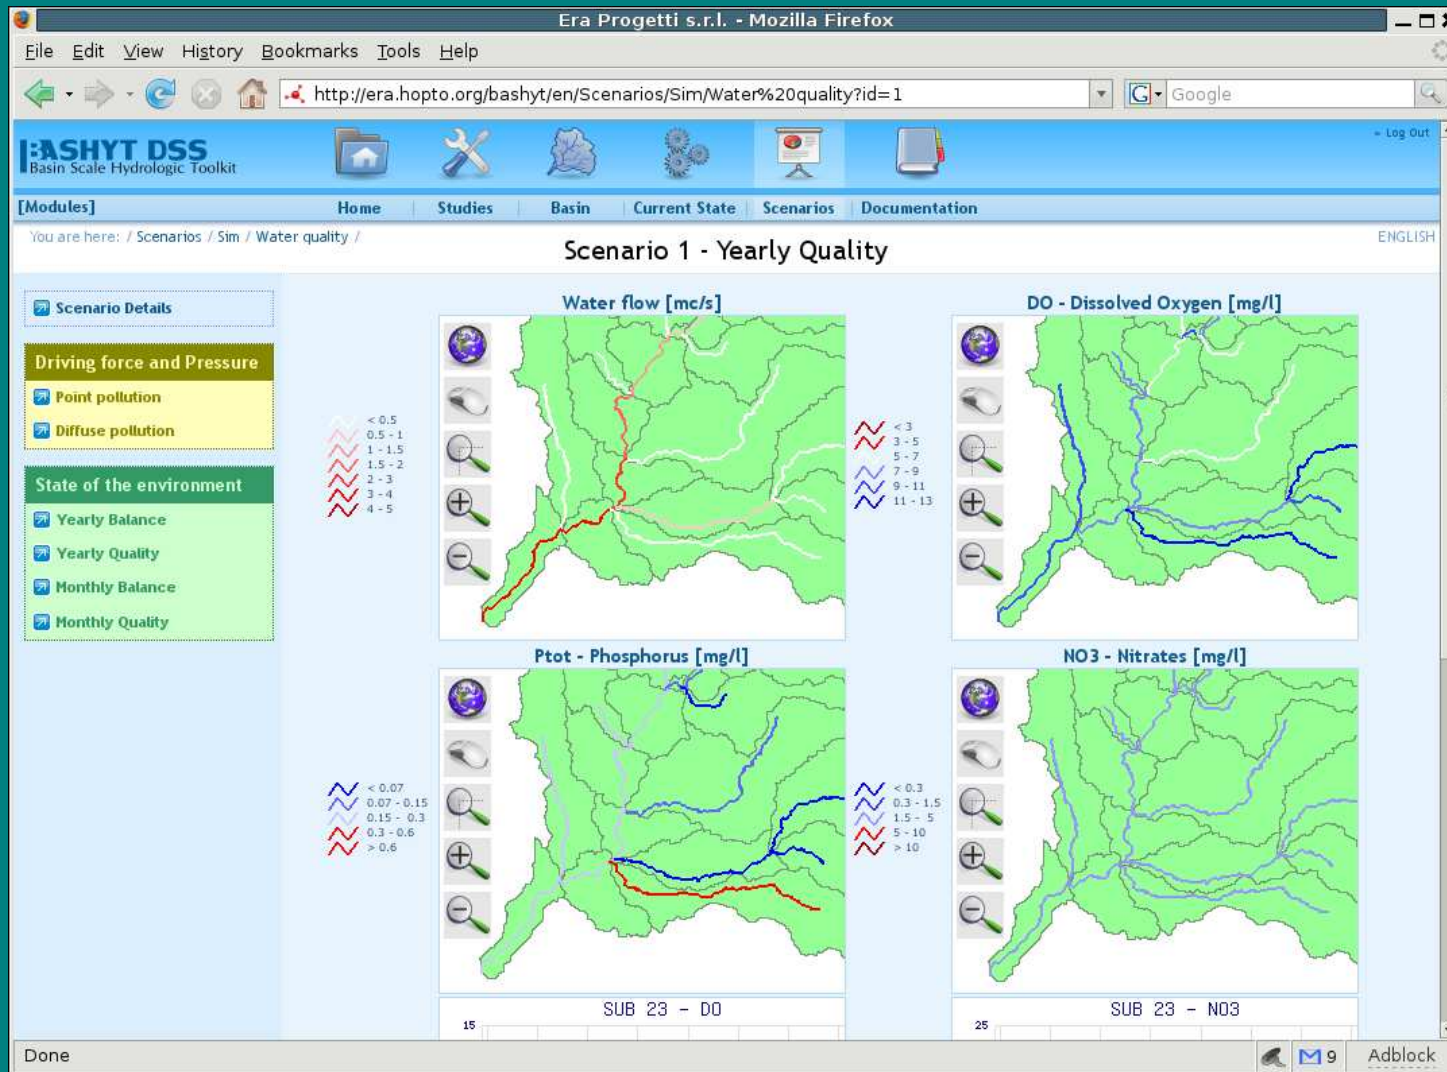 Era Progetti s.r.l. - Mozilla Firefox
File Edit View History Bookmarks Tools Help
http://era.hopto.org/bashyt/en/Scenarios/Sim/Water%20quality?id=1
G Google
BASHYT DSS
Basin Scale Hydrologic Toolkit
Log Out
[Modules] Home Studies Basin Current State Scenarios Documentation
You are here: / Scenarios / Sim / Water quality /
ENGLISH
Scenario 1 - Yearly Quality
Scenario Details
Driving force and Pressure
Point pollution
Diffuse pollution
State of the environment
Yearly Balance
Yearly Quality
Monthly Balance
Monthly Quality
Water flow [mc/s]
< 0.5
0.5 - 1
1 - 1.5
1.5 - 2
2 - 3
3 - 4
4 - 5
DO - Dissolved Oxygen [mg/l]
< 3
3 - 5
5 - 7
7 - 9
9 - 11
11 - 13
Ptot - Phosphorus [mg/l]
< 0.07
0.07 - 0.15
0.15 - 0.3
0.3 - 0.6
> 0.6
NO3 - Nitrates [mg/l]
< 0.3
0.3 - 1.5
1.5 - 5
5 - 10
> 10
SUB 23 - DO
15
SUB 23 - NO3
25
Done
9 Adblock